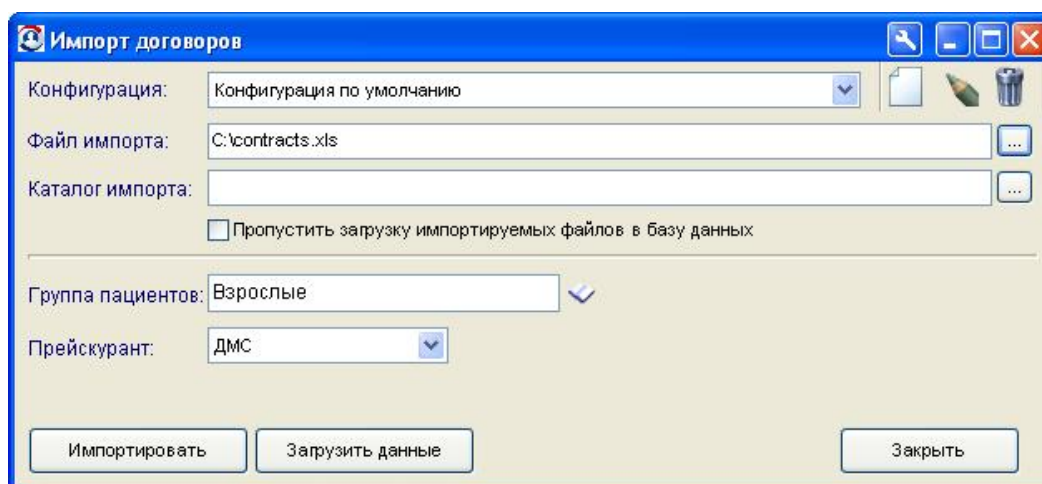 Импорт договоров
Конфигурация: Конфигурация по умолчанию
Файл импорта: C:\contracts.xls ...
Каталог импорта: ...
Пропустить загрузку импортируемых файлов в базу данных
Группа пациентов: Взрослые
Прейскурант: ДМС
Импортировать Загрузить данные Закрыть